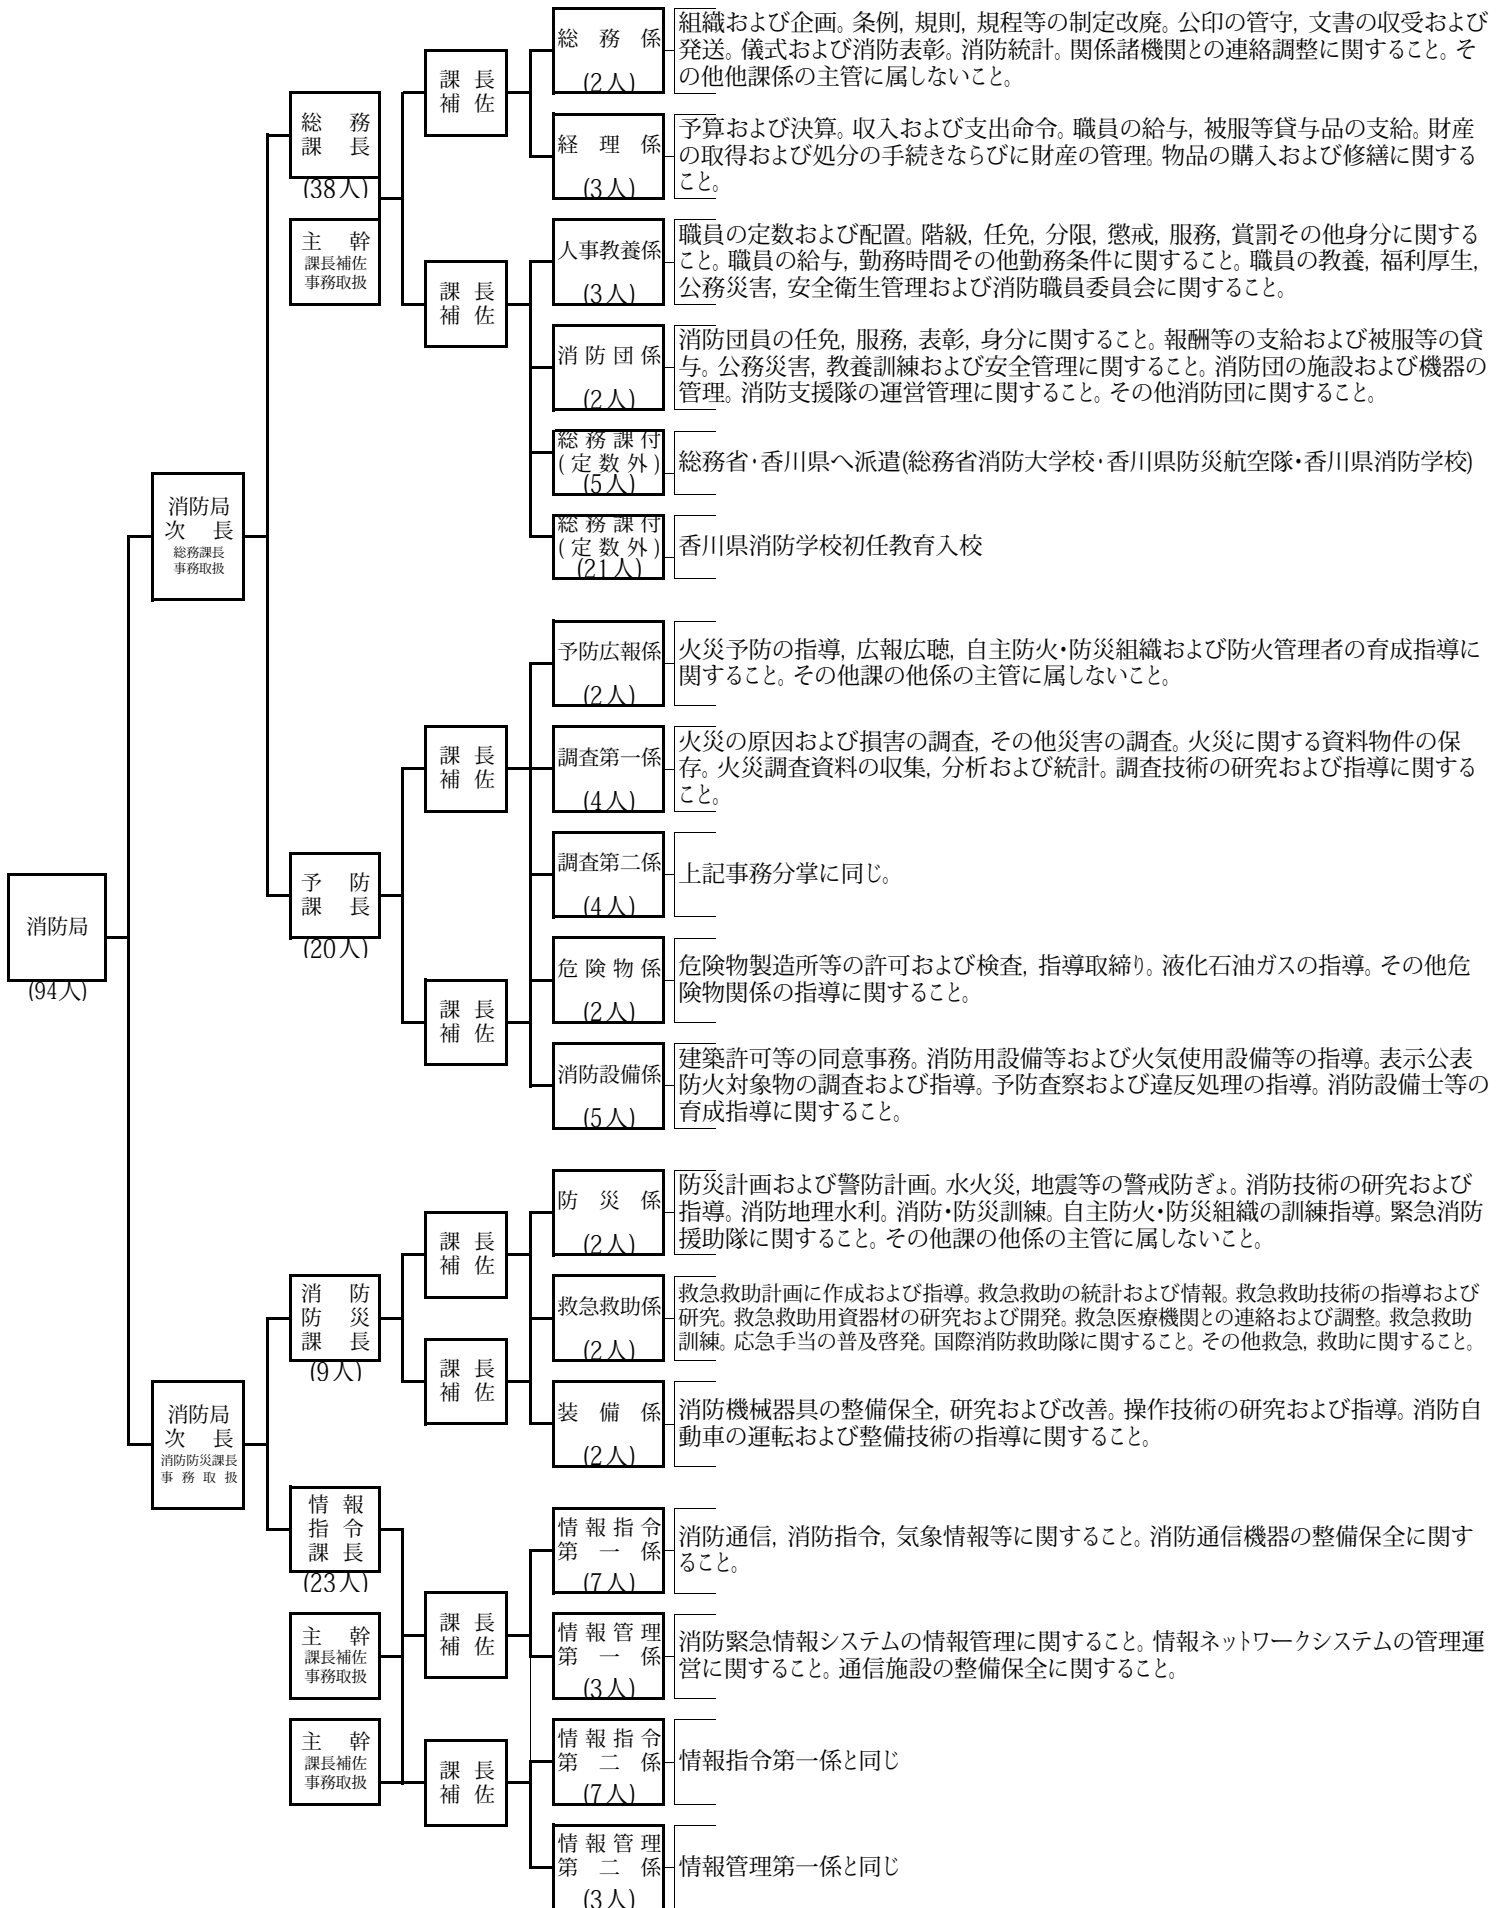 消防局
(94人)
消防局
次長
総務課長
事務取扱
消防局
次長
消防防災課長
事務取扱
総務
課長
(38人)
主幹
課長補佐
事務取扱
予防
課長
(20人)
消防
防災
課長
(9人)
情報
指令
課長
(23人)
主幹
課長補佐
事務取扱
主幹
課長補佐
事務取扱
課長
補佐
課長
補佐
課長
補佐
課長
補佐
課長
補佐
課長
補佐
課長
補佐
課長
補佐
総務係
(2人)
組織および企画。条例，規則，規程等の制定改廃。公印の管守，文書の収受および
発送。儀式および消防表彰。消防統計。関係諸機関との連絡調整に関すること。そ
の他他課係の主管に属しないこと。
経理係
(3人)
予算および決算。収入および支出命令。職員の給与，被服等貸与品の支給。財産
の取得および処分の手続きならびに財産の管理。物品の購入および修繕に関する
こと。
人事教養係
(3人)
職員の定数および配置。階級，任免，分限，懲戒，服務，賞罰その他身分に関する
こと。職員の給与，勤務時間その他勤務条件に関すること。職員の教養，福利厚生，
公務災害，安全衛生管理および消防職員委員会に関すること。
消防団係
(2人)
消防団員の任免，服務，表彰，身分に関すること。報酬等の支給および被服等の貸
与。公務災害，教養訓練および安全管理に関すること。消防団の施設および機器の
管理。消防支援隊の運営管理に関すること。その他消防団に関すること。
総務課付
(定数外)
(5人)
総務省・香川県へ派遣(総務省消防大学校・香川県防災航空隊・香川県消防学校)
総務課付
(定数外)
(21人)
香川県消防学校初任教育入校
予防広報係
(2人)
火災予防の指導，広報広聴，自主防火・防災組織および防火管理者の育成指導に
関すること。その他課の他係の主管に属しないこと。
調査第一係
(4人)
火災の原因および損害の調査，その他災害の調査。火災に関する資料物件の保
存。火災調査資料の収集，分析および統計。調査技術の研究および指導に関する
こと。
調査第二係
(4人)
上記事務分掌に同じ。
危険物係
(2人)
危険物製造所等の許可および検査，指導取締り。液化石油ガスの指導。その他危
険物関係の指導に関すること。
消防設備係
(5人)
建築許可等の同意事務。消防用設備等および火気使用設備等の指導。表示公表
防火対象物の調査および指導。予防査察および違反処理の指導。消防設備士等の
育成指導に関すること。
防災係
(2人)
防災計画および警防計画。水火災，地震等の警戒防ぎょ。消防技術の研究および
指導。消防地理水利。消防・防災訓練。自主防火・防災組織の訓練指導。緊急消防
援助隊に関すること。その他課の他係の主管に属しないこと。
救急救助係
(2人)
救急救助計画に作成および指導。救急救助の統計および情報。救急救助技術の指導および
研究。救急救助用資器材の研究および開発。救急医療機関との連絡および調整。救急救助
訓練。応急手当の普及啓発。国際消防救助隊に関すること。その他救急，救助に関すること。
装備係
(2人)
消防機械器具の整備保全，研究および改善。操作技術の研究および指導。消防自
動車の運転および整備技術の指導に関すること。
情報指令
第一係
(7人)
消防通信，消防指令，気象情報等に関すること。消防通信機器の整備保全に関す
ること。
情報管理
第一係
(3人)
消防緊急情報システムの情報管理に関すること。情報ネットワークシステムの管理運
営に関すること。通信施設の整備保全に関すること。
情報指令
第二係
(7人)
情報指令第一係と同じ
情報管理
第二係
(3人)
情報管理第一係と同じ